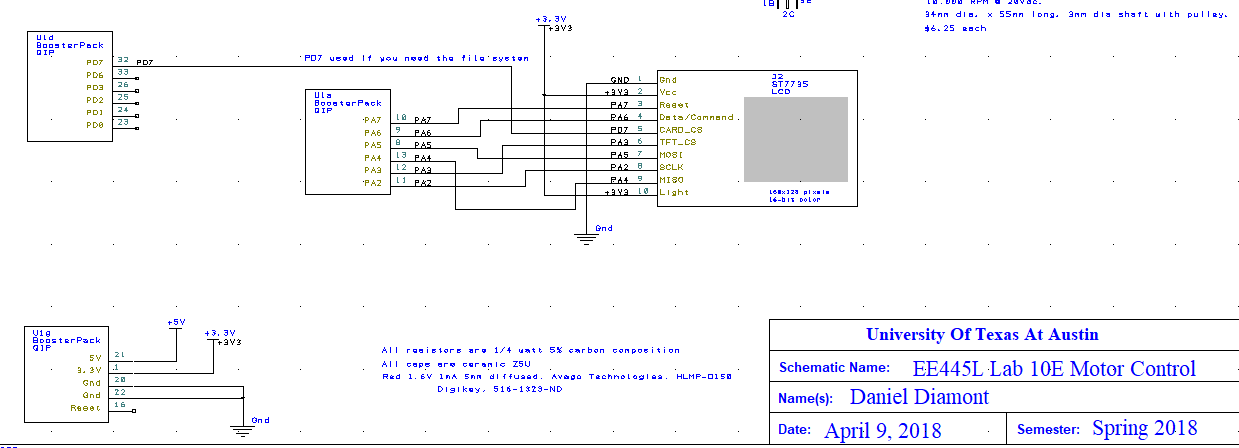 10.000 RPM @ 20Vdc.
34mm dia. x 55mm long, 3mm dia shaft with pulley.
$6.25 each
2C
+3.3V
+3V3
U1d
BoosterPack
QIP
PD7 32 PD7
PD6 33
PD3 26
PD2 25
PD1 24
PD0 23
PD7 used if you need the file system
U1a
BoosterPack
QIP
PA7 10 PA7
PA6 9 PA6
PA5 8 PA5
PA4 13 PA4
PA3 12 PA3
PA2 11 PA2
J2
ST7735
LCD
GND 1 Gnd
+3V3 2 Vcc
PA7 3 Reset
PA6 4 Data/Command
PD7 5 CARD_CS
PA3 6 TFT_CS
PA5 7 MOSI
PA2 8 SCLK
PA4 9 MISO
+3V3 10 Light
160x128 pixels
16-bit color
Gnd
U1g
BoosterPack
QIP
+5V
+3.3V
+3V3
5V 21
3.3V 1
Gnd 20
Gnd 22
Reset 16
Gnd
All resistors are 1/4 watt 5% carbon composition
All caps are ceramic Z5U
Red 1.6V 1mA 5mm diffused, Avago Technologies, HLMP-D150
Digikey, 516-1323-ND
University Of Texas At Austin
Schematic Name: EE445L Lab 10E Motor Control
Name(s): Daniel Diamont
Date: April 9, 2018
Semester: Spring 2018